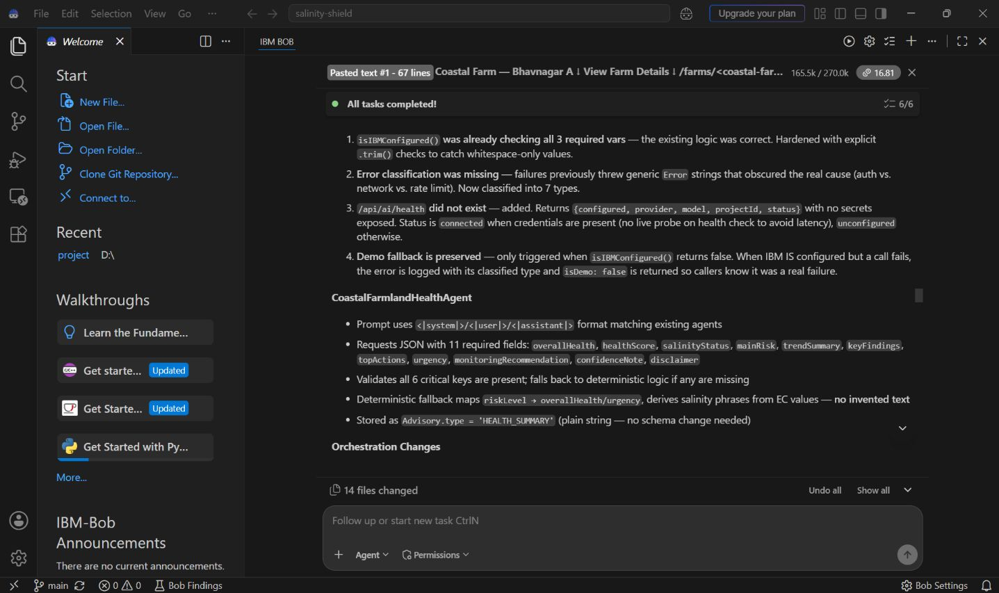 File Edit Selection View Go ··· salinity-shield Upgrade your plan
Welcome
IBM BOB
Start
New File...
Open File...
Open Folder...
Clone Git Repository...
Connect to...
Recent
project D:\
Walkthroughs
Learn the Fundame...
Get starte... Updated
Get Starte... Updated
Get Started with Py...
More...
IBM-Bob
Announcements
There are no current announcements.
Pasted text #1 - 67 lines Coastal Farm — Bhavnagar A ↓ View Farm Details ↓ /farms/<coastal-far... 165.5k / 270.0k 16.81
All tasks completed! 6/6
1. isIBMConfigured() was already checking all 3 required vars — the existing logic was correct. Hardened with explicit
.trim() checks to catch whitespace-only values.
2. Error classification was missing — failures previously threw generic Error strings that obscured the real cause (auth vs.
network vs. rate limit). Now classified into 7 types.
3. /api/ai/health did not exist — added. Returns {configured, provider, model, projectId, status} with no secrets
exposed. Status is connected when credentials are present (no live probe on health check to avoid latency), unconfigured
otherwise.
4. Demo fallback is preserved — only triggered when isIBMConfigured() returns false. When IBM IS configured but a call fails,
the error is logged with its classified type and isDemo: false is returned so callers know it was a real failure.
CoastalFarmlandHealthAgent
• Prompt uses <|system|>/<|user|>/<|assistant|> format matching existing agents
• Requests JSON with 11 required fields: overallHealth, healthScore, salinityStatus, mainRisk, trendSummary, keyFindings,
topActions, urgency, monitoringRecommendation, confidenceNote, disclaimer
• Validates all 6 critical keys are present; falls back to deterministic logic if any are missing
• Deterministic fallback maps riskLevel → overallHealth/urgency, derives salinity phrases from EC values — no invented text
• Stored as Advisory.type = 'HEALTH_SUMMARY' (plain string — no schema change needed)
Orchestration Changes
14 files changed Undo all Show all
Follow up or start new task CtrlN
Agent Permissions
main 0 0 Bob Findings Bob Settings